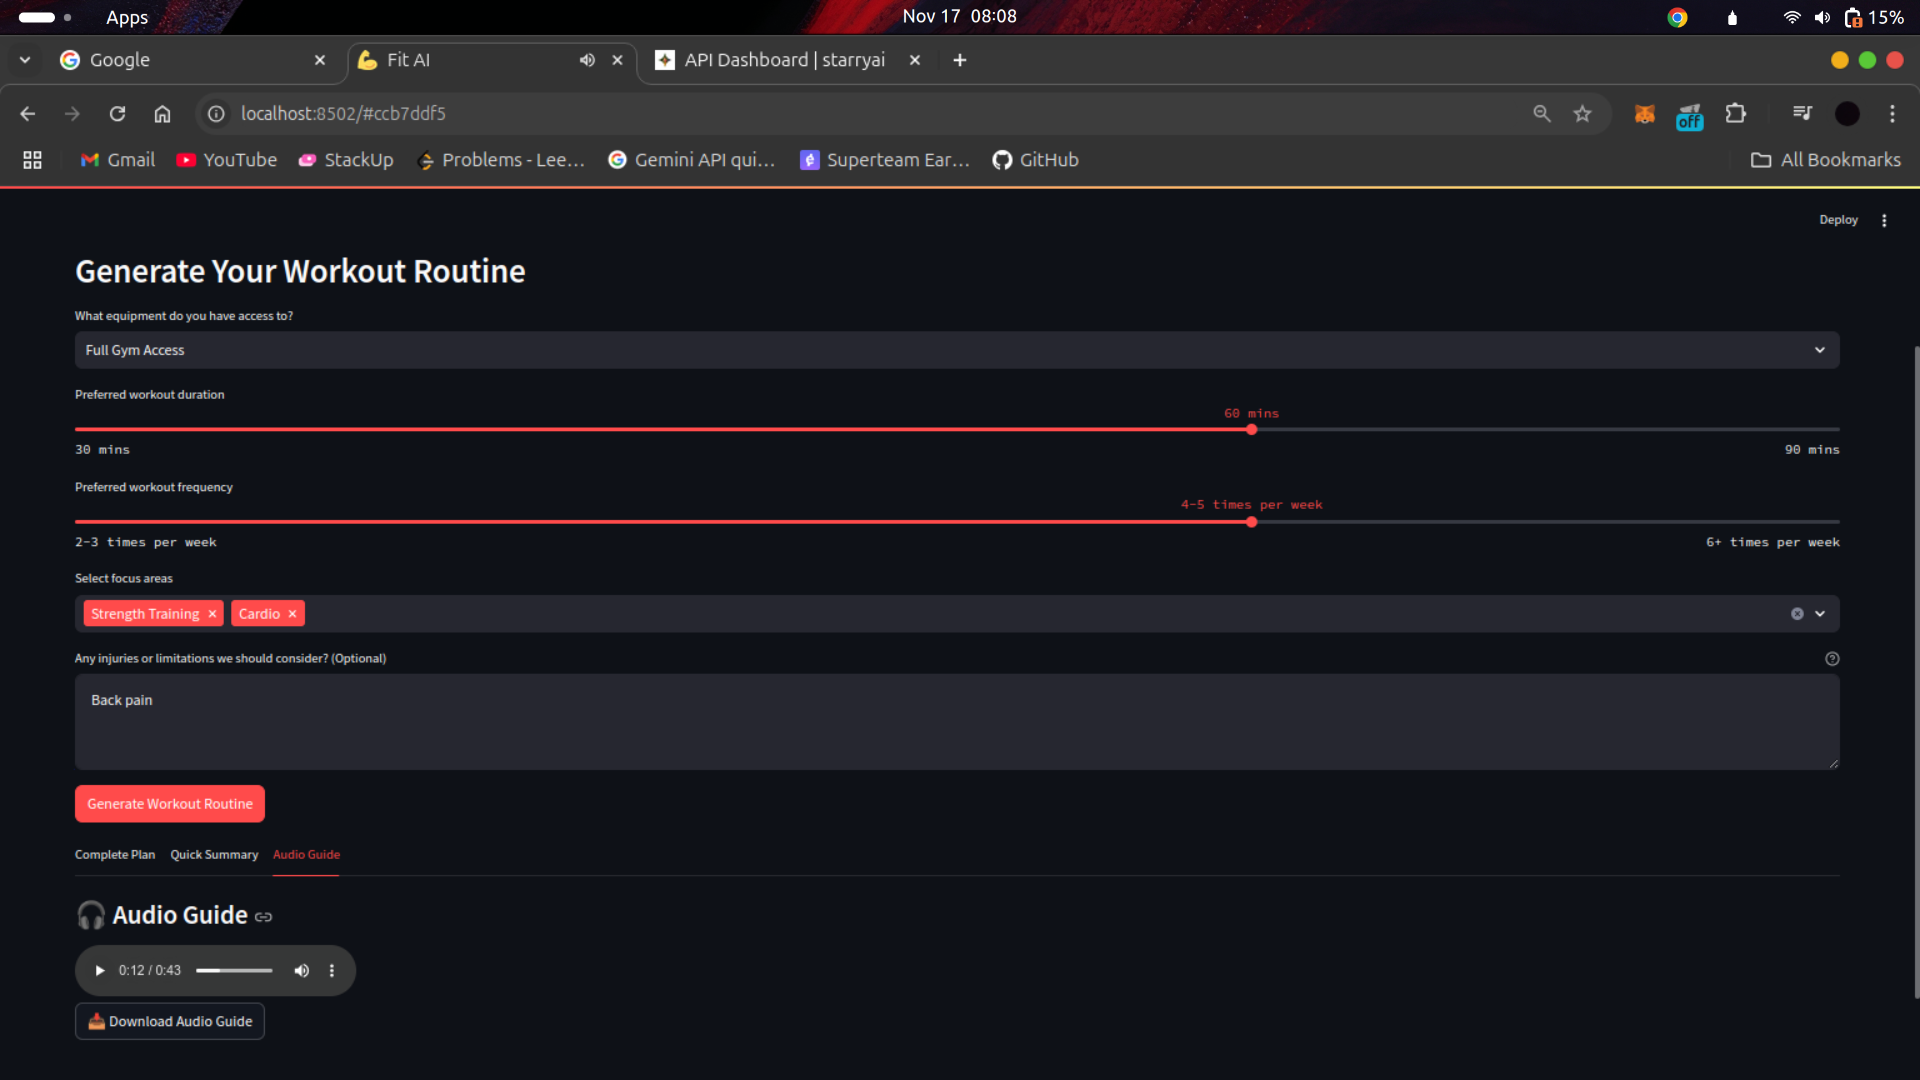 Apps
Nov 17 08:08
15%
Google
Fit AI
API Dashboard | starryai
localhost:8502/#ccb7ddf5
off
Gmail
YouTube
StackUp
Problems - Lee...
Gemini API qui...
Superteam Ear...
GitHub
All Bookmarks
Deploy
Generate Your Workout Routine
What equipment do you have access to?
Full Gym Access
Preferred workout duration
60 mins
30 mins
90 mins
Preferred workout frequency
4-5 times per week
2-3 times per week
6+ times per week
Select focus areas
Strength Training
Cardio
Any injuries or limitations we should consider? (Optional)
Back pain
Generate Workout Routine
Complete Plan
Quick Summary
Audio Guide
Audio Guide
0:12 / 0:43
Download Audio Guide